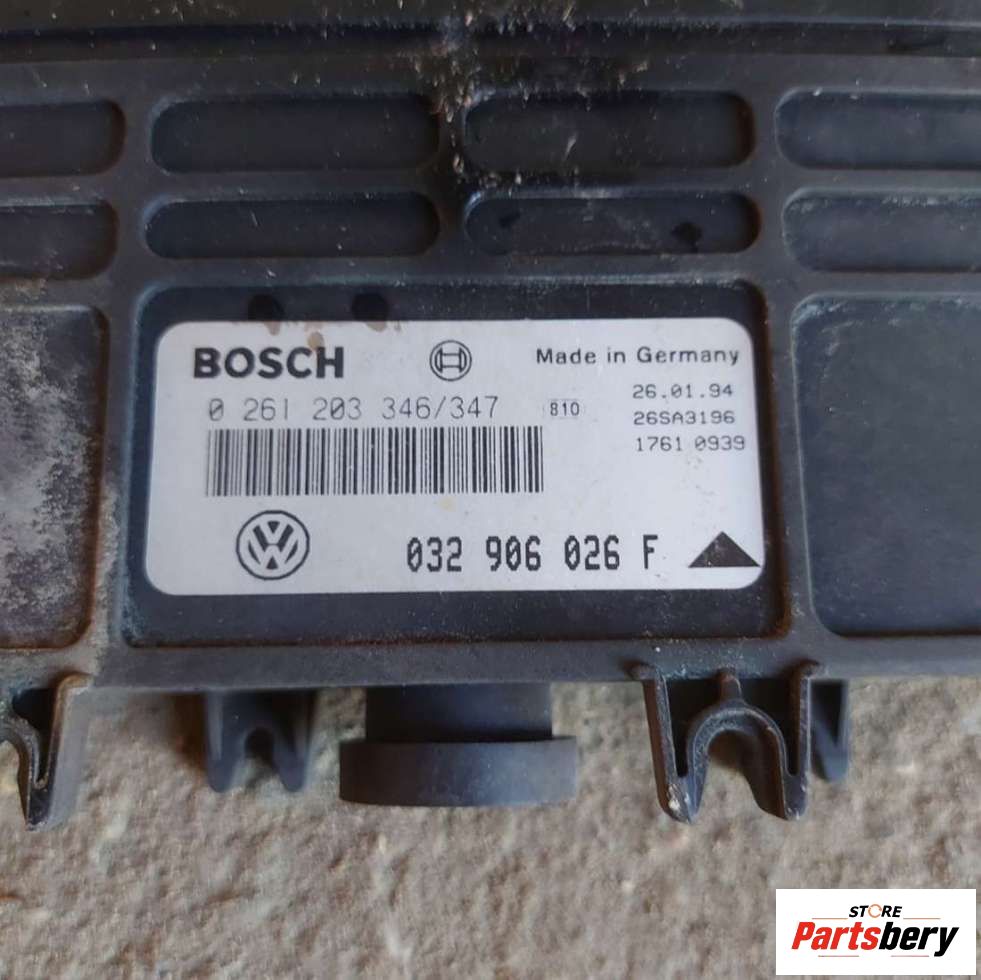 BOSCH
Made in Germany
0 261 203 346/347
810
26.01.94
26SA3196
1761 0939
032 906 026 F
STORE
Partsbery